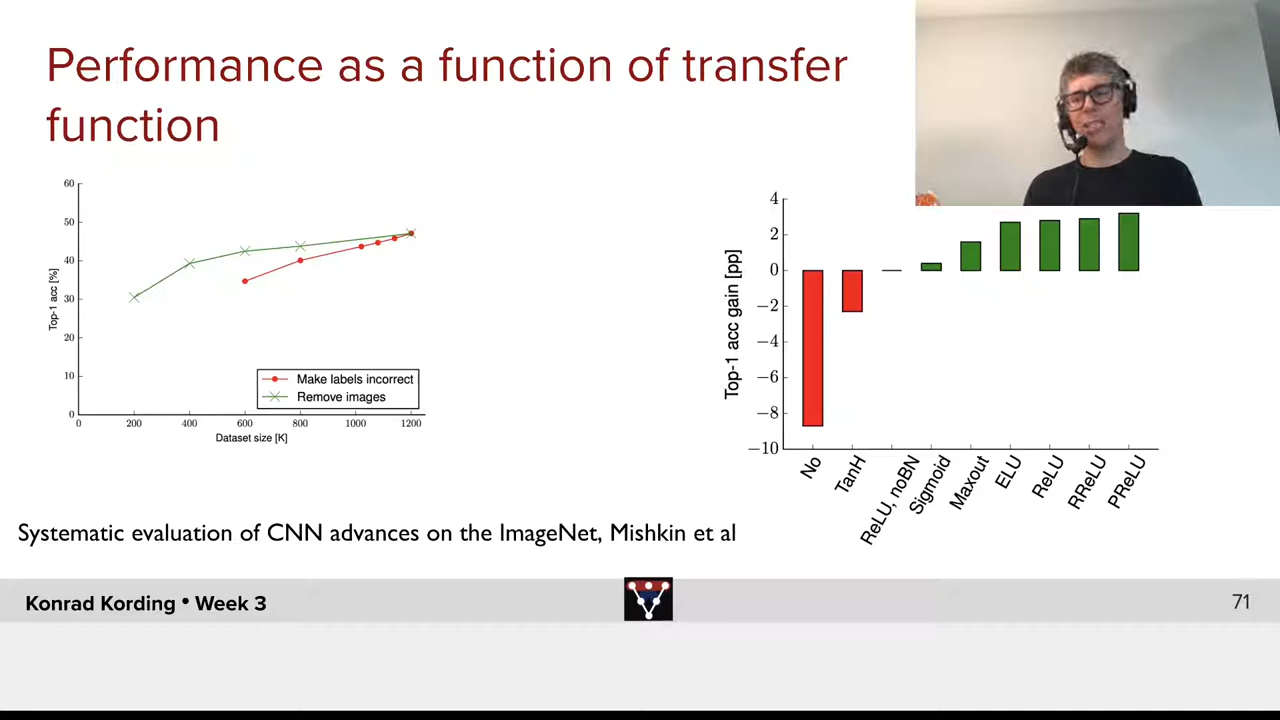 Performance as a function of transfer
function
60
50
40
30
20
10
0
Top-1 acc [%]
0 200 400 600 800 1000 1200
Dataset size [K]
Make labels incorrect
Remove images
4
2
0
−2
−4
−6
−8
−10
Top-1 acc gain [pp]
No
TanH
ReLU, noBN
Sigmoid
Maxout
ELU
ReLU
RReLU
PReLU
Systematic evaluation of CNN advances on the ImageNet, Mishkin et al
Konrad Kording • Week 3
71